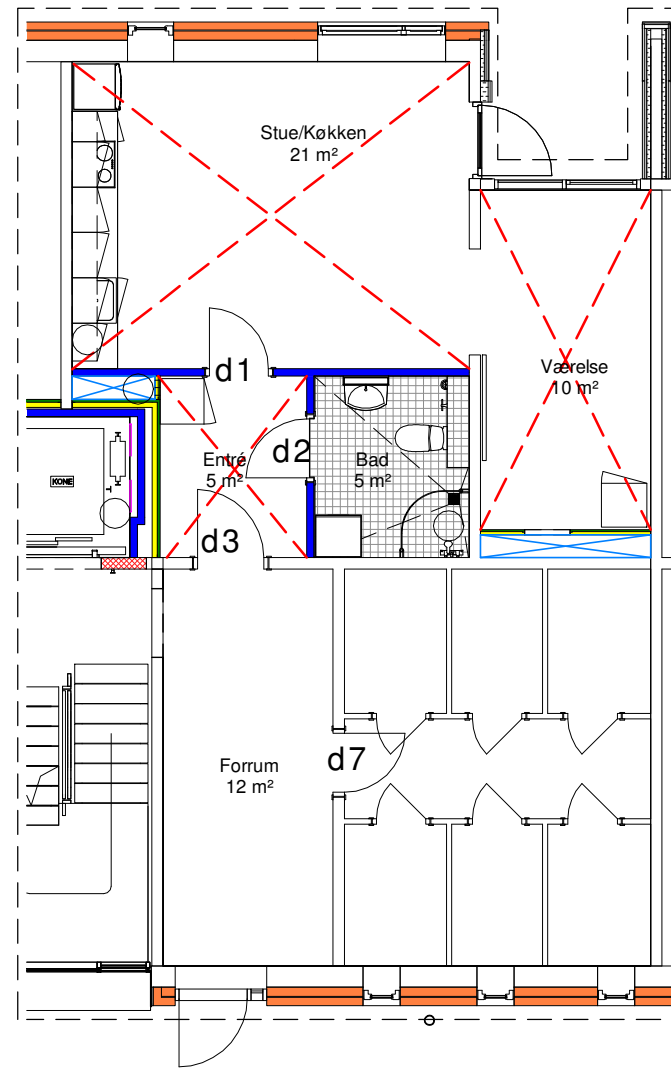 Stue/Køkken
21 m²
d1
Værelse
10 m²
d2
Entré
5 m²
Bad
5 m²
KONE
d3
d7
Forrum
12 m²